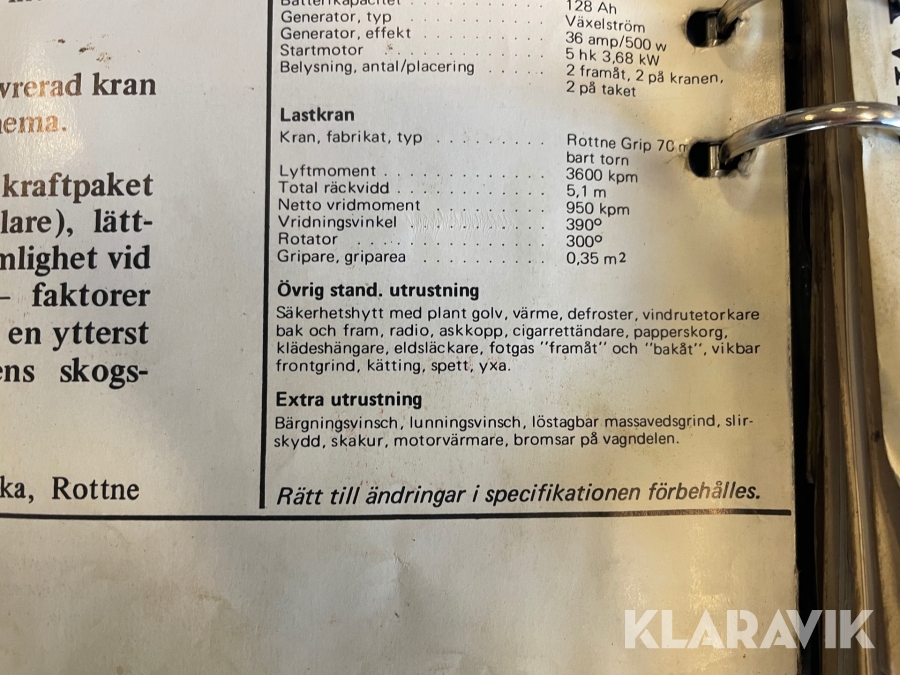 vrerad kran
kraftpaket
lare), lätt-
mlighet vid
– faktorer
en ytterst
ens skogs-
ka, Rottne
Batterikapacitet . . . . . . . . . 128 Ah
Generator, typ . . . . . . . . . Växelström
Generator, effekt . . . . . . . . 36 amp/500 w
Startmotor . . . . . . . . . . 5 hk 3,68 kW
Belysning, antal/placering . . . . . 2 framåt, 2 på kranen,
2 på taket
Lastkran
Kran, fabrikat, typ . . . . . . . . . Rottne Grip 70
bart torn
Lyftmoment . . . . . . . . . . 3600 kpm
Total räckvidd . . . . . . . . . . 5,1 m
Netto vridmoment . . . . . . . . 950 kpm
Vridningsvinkel . . . . . . . . . 390°
Rotator . . . . . . . . . . . 300°
Gripare, griparea . . . . . . . . . 0,35 m2
Övrig stand. utrustning
Säkerhetshytt med plant golv, värme, defroster, vindrutetorkare
bak och fram, radio, askkopp, cigarrettändare, papperskorg,
klädeshängare, eldsläckare, fotgas "framåt" och "bakåt", vikbar
frontgrind, kätting, spett, yxa.
Extra utrustning
Bärgningsvinsch, lunningsvinsch, löstagbar massavedsgrind, slir-
skydd, skakur, motorvärmare, bromsar på vagndelen.
Rätt till ändringar i specifikationen förbehålles.
KLARAVIK